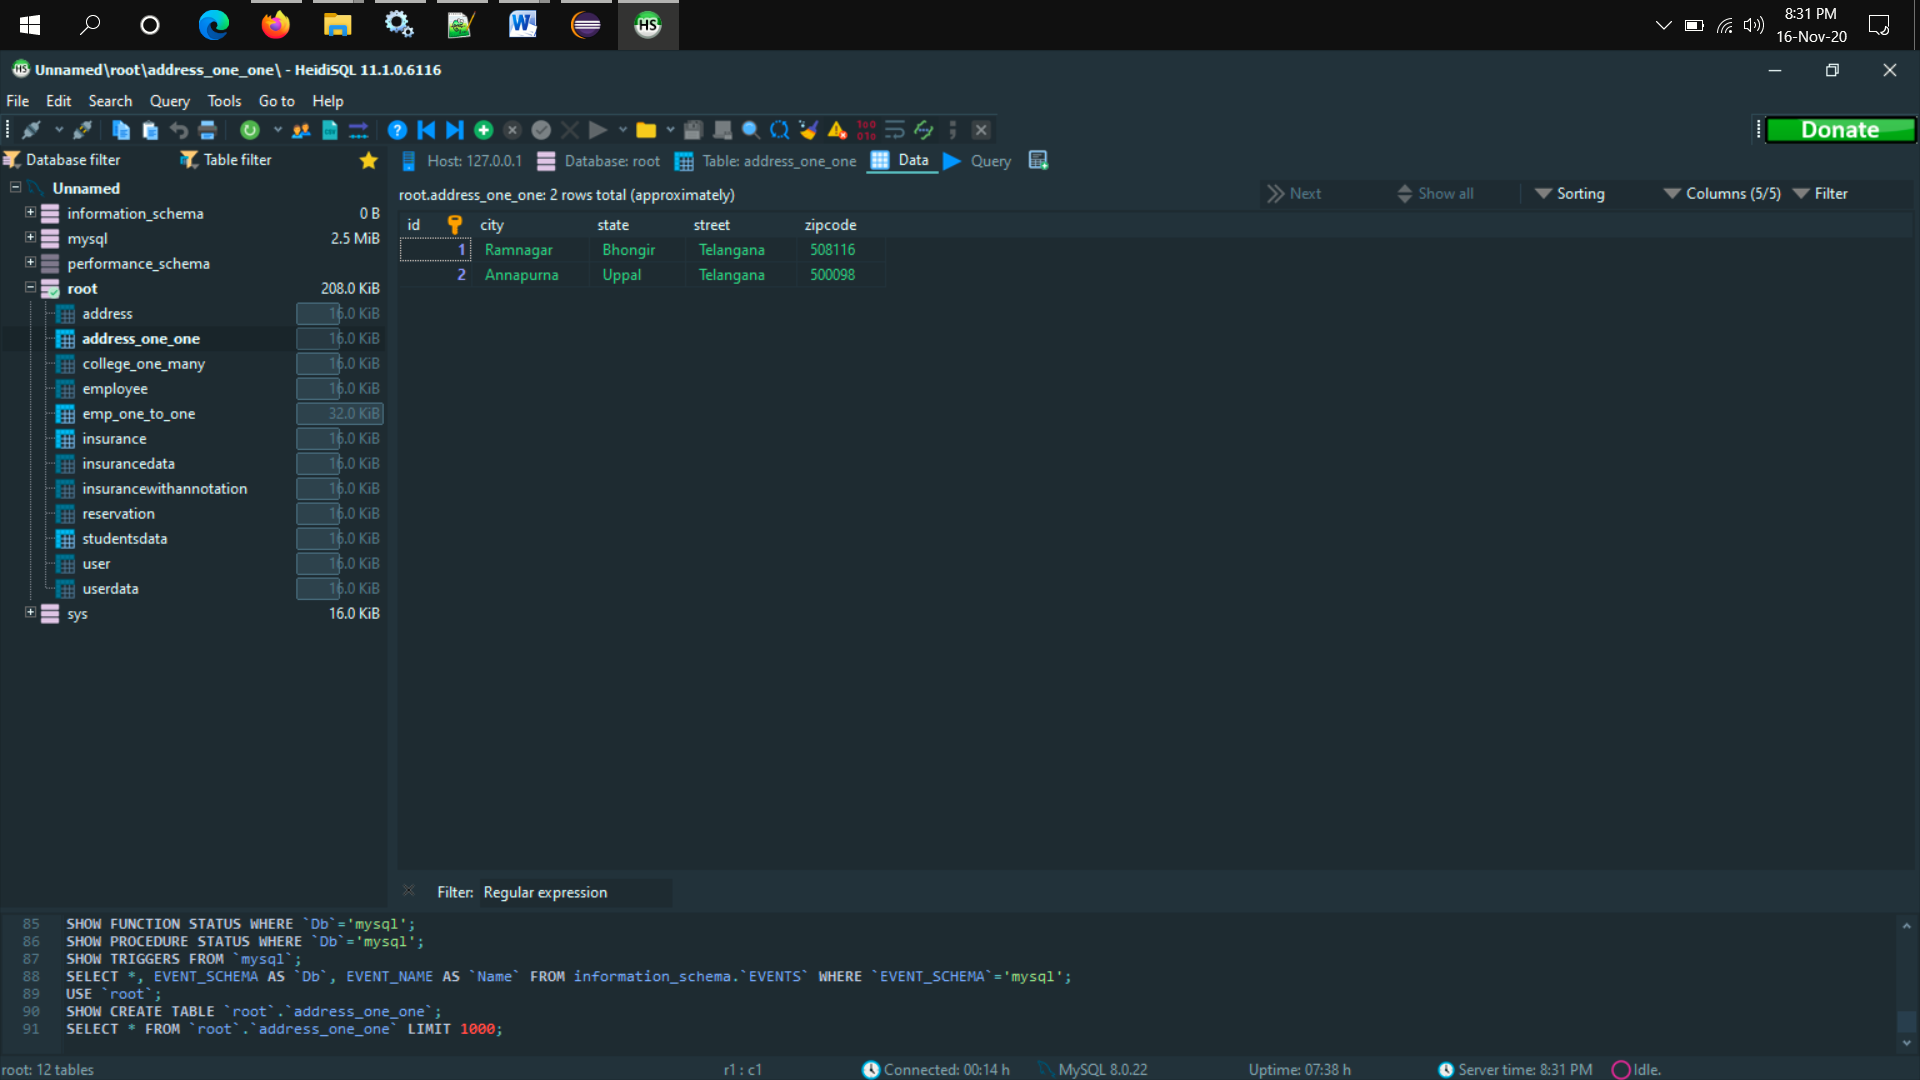 8:31 PM
16-Nov-20
Unnamed\root\address_one_one\ - HeidiSQL 11.1.0.6116
File Edit Search Query Tools Go to Help
Donate
Database filter Table filter Host: 127.0.0.1 Database: root Table: address_one_one Data Query
root.address_one_one: 2 rows total (approximately) Next Show all Sorting Columns (5/5) Filter
id city state street zipcode
1 Ramnagar Bhongir Telangana 508116
2 Annapurna Uppal Telangana 500098
Unnamed
information_schema 0 B
mysql 2.5 MiB
performance_schema
root 208.0 KiB
address 16.0 KiB
address_one_one 16.0 KiB
college_one_many 16.0 KiB
employee 16.0 KiB
emp_one_to_one 32.0 KiB
insurance 16.0 KiB
insurancedata 16.0 KiB
insurancewithannotation 16.0 KiB
reservation 16.0 KiB
studentsdata 16.0 KiB
user 16.0 KiB
userdata 16.0 KiB
sys 16.0 KiB
Filter: Regular expression
85 SHOW FUNCTION STATUS WHERE `Db`='mysql';
86 SHOW PROCEDURE STATUS WHERE `Db`='mysql';
87 SHOW TRIGGERS FROM `mysql`;
88 SELECT *, EVENT_SCHEMA AS `Db`, EVENT_NAME AS `Name` FROM information_schema.`EVENTS` WHERE `EVENT_SCHEMA`='mysql';
89 USE `root`;
90 SHOW CREATE TABLE `root`.`address_one_one`;
91 SELECT * FROM `root`.`address_one_one` LIMIT 1000;
root: 12 tables r1 : c1 Connected: 00:14 h MySQL 8.0.22 Uptime: 07:38 h Server time: 8:31 PM Idle.